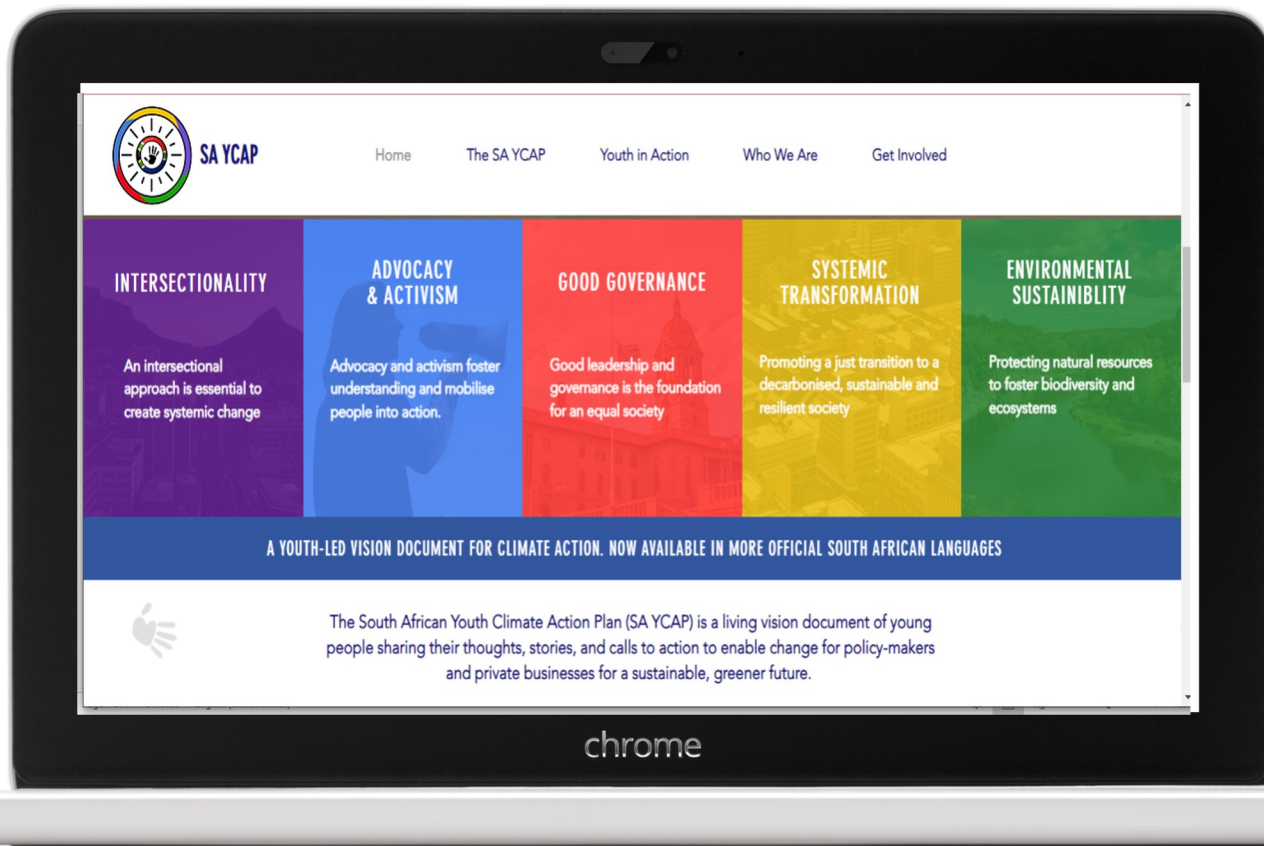 SA YCAP
Home
The SA YCAP
Youth in Action
Who We Are
Get Involved
INTERSECTIONALITY
An intersectional
approach is essential to
create systemic change
ADVOCACY
& ACTIVISM
Advocacy and activism foster
understanding and mobilise
people into action.
GOOD GOVERNANCE
Good leadership and
governance is the foundation
for an equal society
SYSTEMIC
TRANSFORMATION
Promoting a just transition to a
decarbonised, sustainable and
resilient society
ENVIRONMENTAL
SUSTAINIBLITY
Protecting natural resources
to foster biodiversity and
ecosystems
A YOUTH-LED VISION DOCUMENT FOR CLIMATE ACTION. NOW AVAILABLE IN MORE OFFICIAL SOUTH AFRICAN LANGUAGES
The South African Youth Climate Action Plan (SA YCAP) is a living vision document of young
people sharing their thoughts, stories, and calls to action to enable change for policy-makers
and private businesses for a sustainable, greener future.
chrome